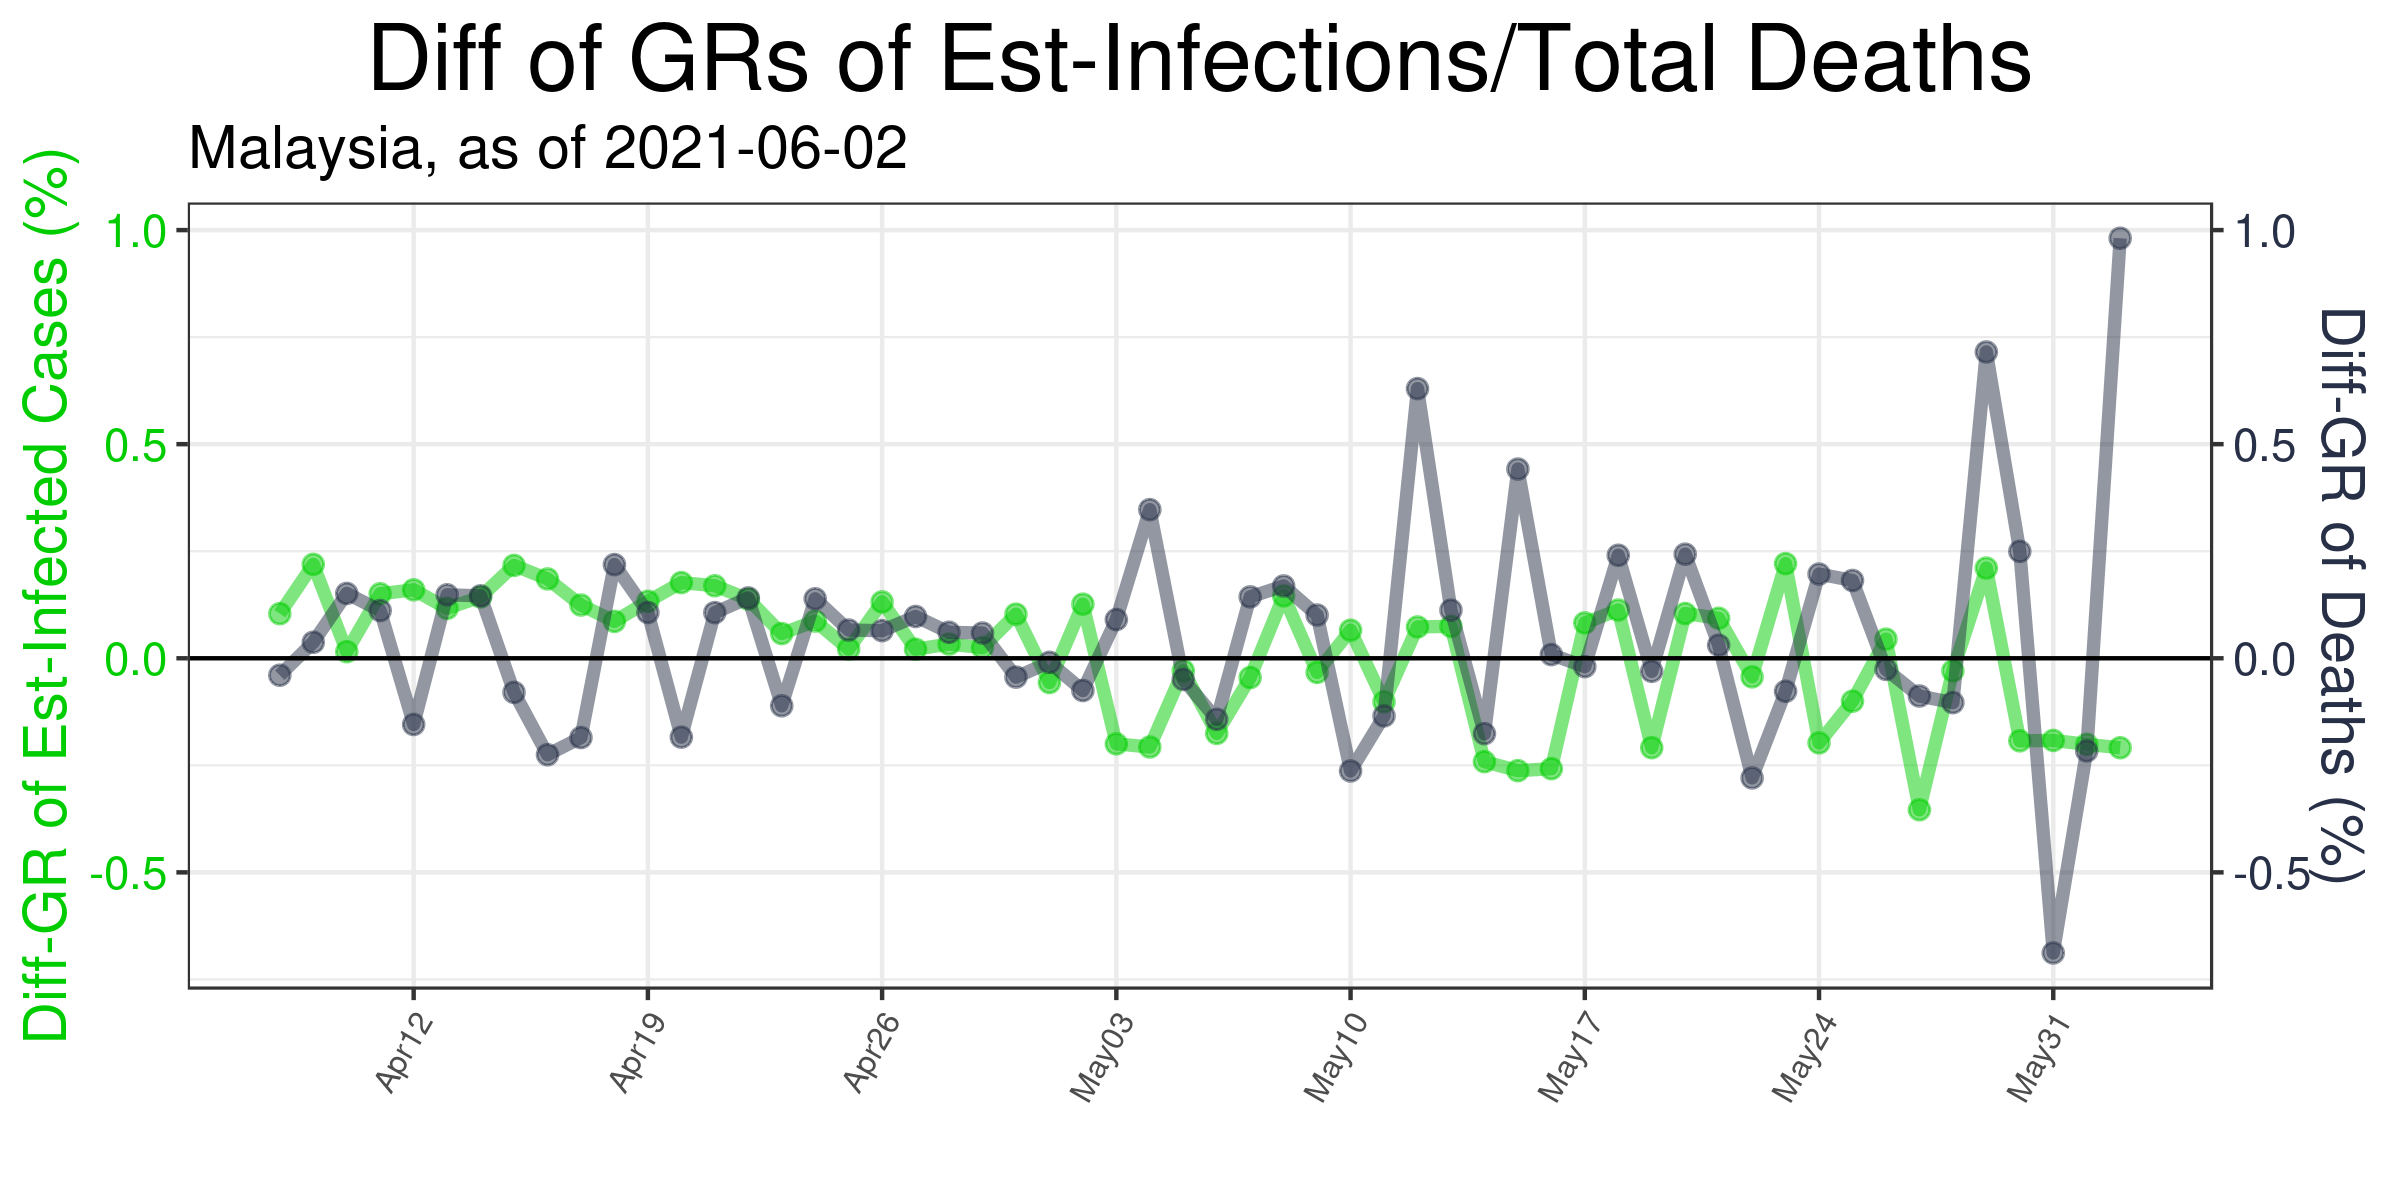 Diff of GRs of Est-Infections/Total Deaths
Malaysia, as of 2021-06-02
Diff-GR of Est-Infected Cases (%)
1.0
0.5
0.0
-0.5
1.0
0.5
0.0
-0.5
Diff-GR of Deaths (%)
Apr12
Apr19
Apr26
May03
May10
May17
May24
May31